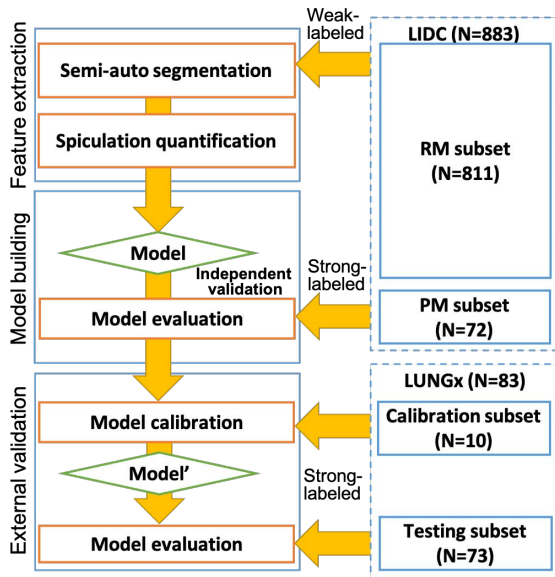 Feature extraction
Semi-auto segmentation
Spiculation quantification
Weak-
labeled
LIDC (N=883)
RM subset
(N=811)
Model building
Model
Independent
validation
Model evaluation
Strong-
labeled
PM subset
(N=72)
External validation
Model calibration
Model’
Model evaluation
Strong-
labeled
LUNGx (N=83)
Calibration subset
(N=10)
Testing subset
(N=73)